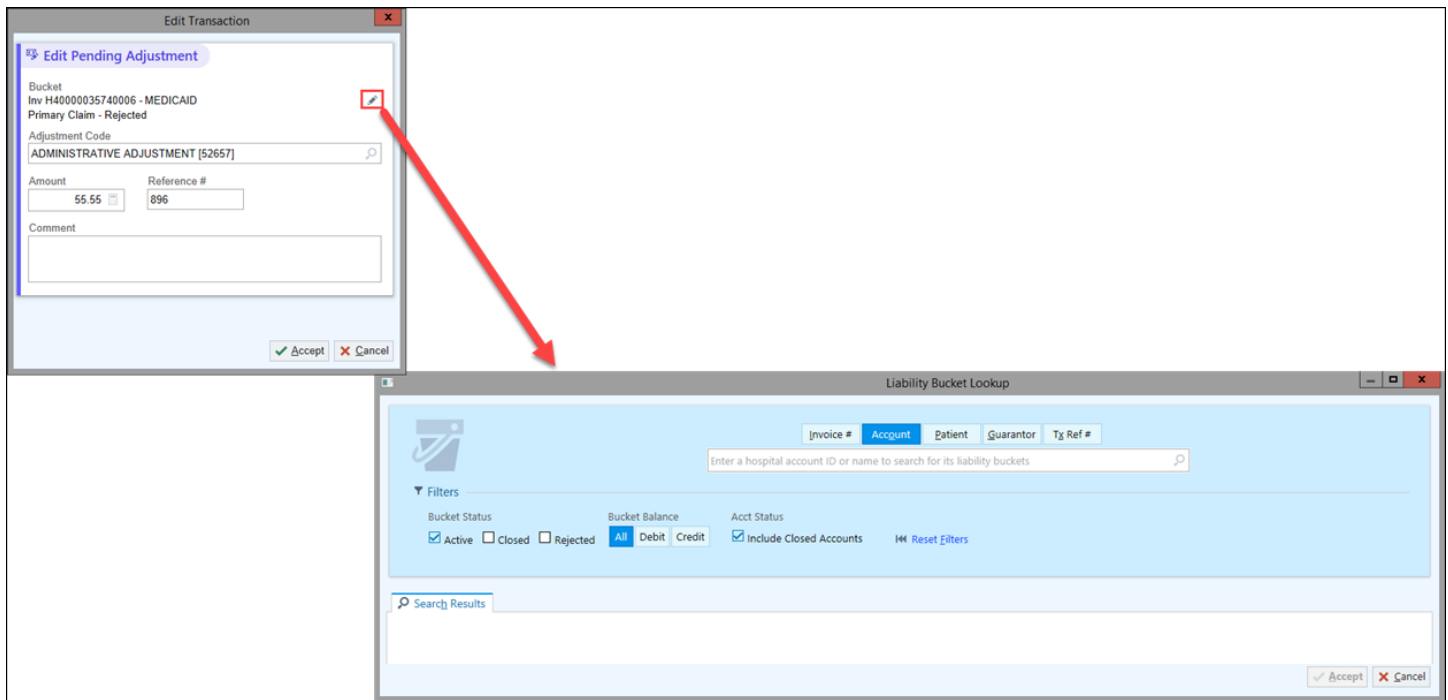 Edit Transaction
Edit Pending Adjustment
Bucket
Inv H40000035740006 - MEDICAID
Primary Claim - Rejected
Adjustment Code
ADMINISTRATIVE ADJUSTMENT [52657]
Amount Reference #
55.55 896
Comment
Accept Cancel
Liability Bucket Lookup
Invoice # Account Patient Guarantor Tx Ref #
Enter a hospital account ID or name to search for its liability buckets
Filters
Bucket Status Bucket Balance Acct Status
Active Closed Rejected All Debit Credit Include Closed Accounts Reset Filters
Search Results
Accept Cancel